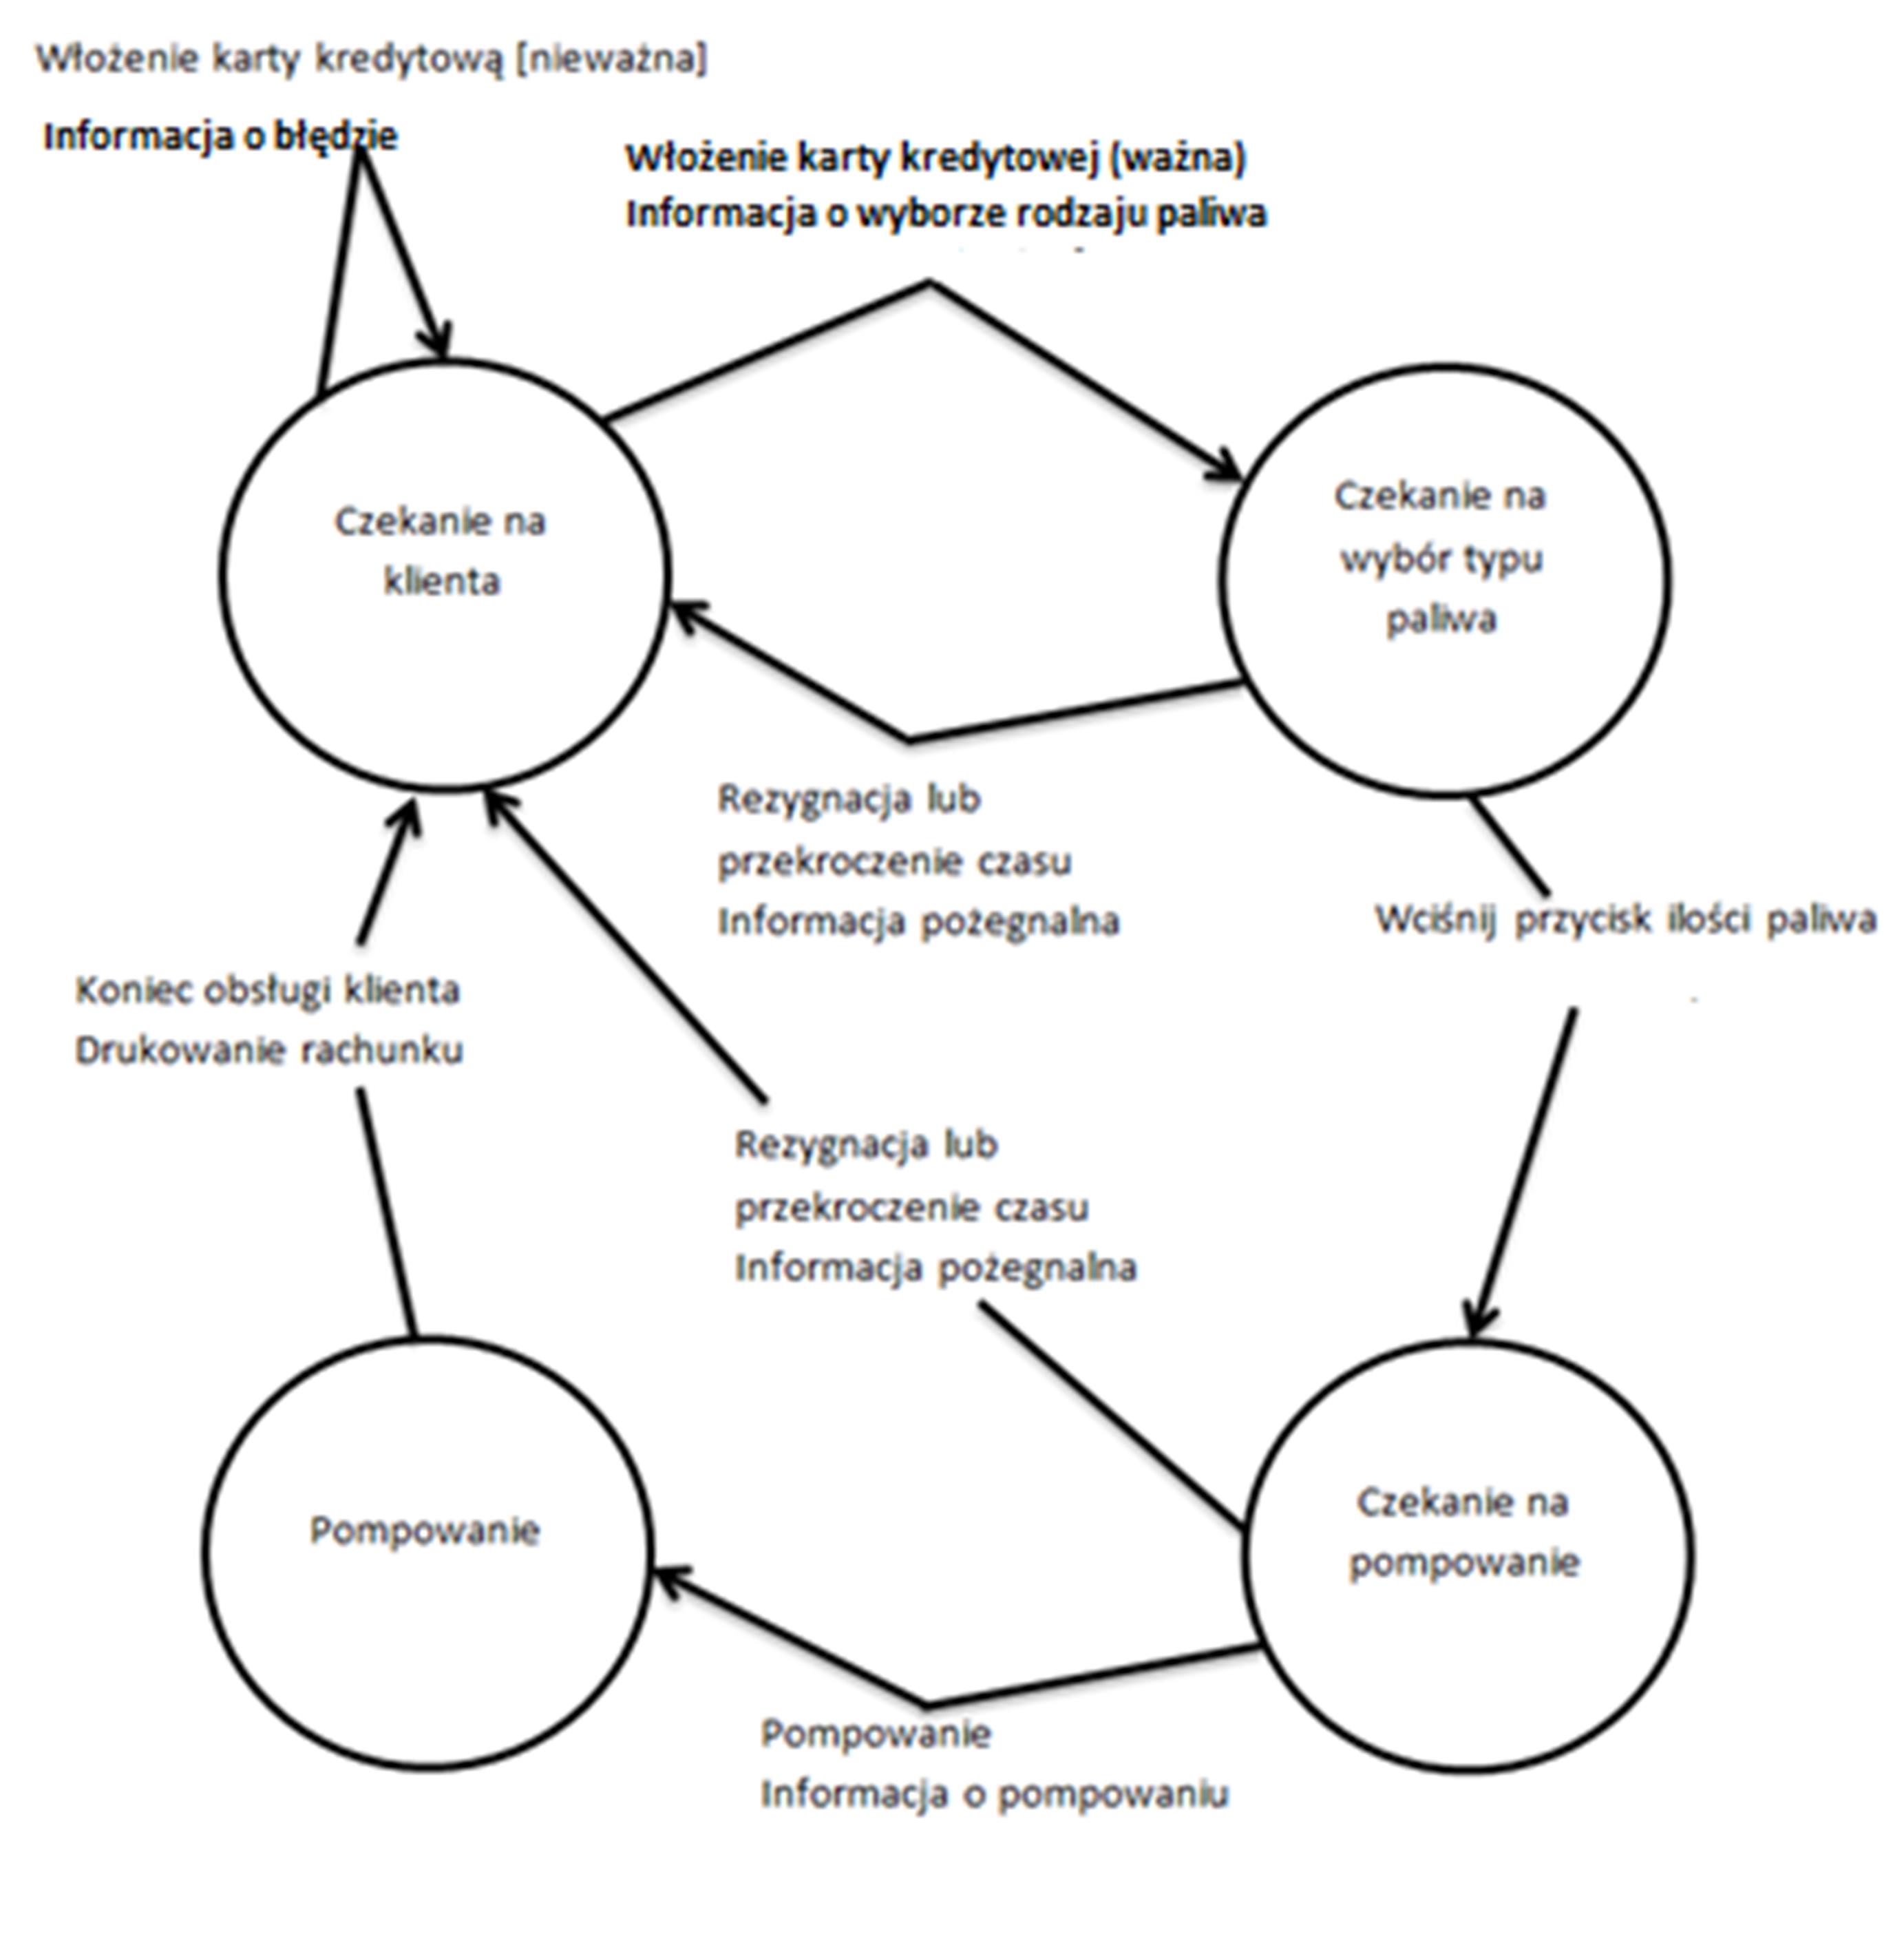 Włożenie karty kredytową [nieważna]
Informacja o błędzie
Włożenie karty kredytowej (ważna)
Informacja o wyborze rodzaju paliwa
Czekanie na
klienta
Czekanie na
wybór typu
paliwa
Rezygnacja lub
przekroczenie czasu
Informacja pożegnalna
Wciśnij przycisk ilości paliwa
Koniec obsługi klienta
Drukowanie rachunku
Rezygnacja lub
przekroczenie czasu
Informacja pożegnalna
Pompowanie
Czekanie na
pompowanie
Pompowanie
Informacja o pompowaniu